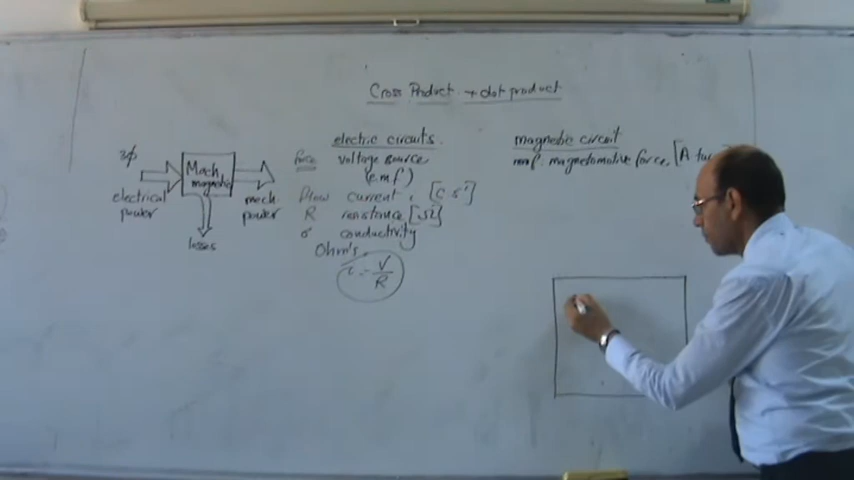 Cross Product + dot product
electric circuits
magnetic circuit
force voltage source
(e.m.f)
mmf. magnetomotive force, [A tu
3φ
Mach
magnetic
electrical
power
mech
power
losses
flow current, [C s⁻¹]
R resistance [Ω]
σ conductivity
Ohm's
i = V
R